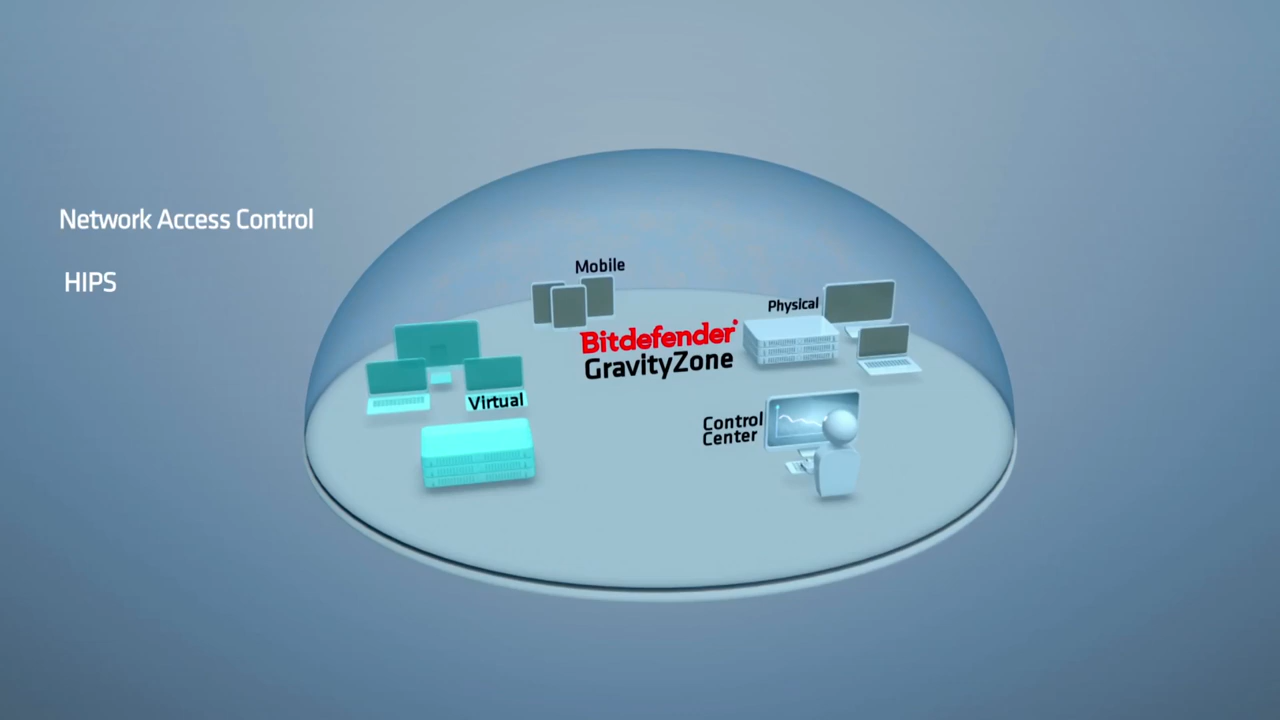 Network Access Control
HIPS
Mobile
Physical
Bitdefender
GravityZone
Virtual
Control
Center